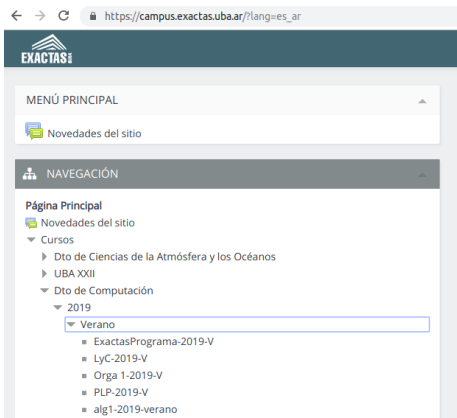 https://campus.exactas.uba.ar/?lang=es_ar
EXACTAS
MENÚ PRINCIPAL
Novedades del sitio
NAVEGACIÓN
Página Principal
Novedades del sitio
Cursos
Dto de Ciencias de la Atmósfera y los Océanos
UBA XXII
Dto de Computación
2019
Verano
ExactasPrograma-2019-V
LyC-2019-V
Orga 1-2019-V
PLP-2019-V
alg1-2019-verano